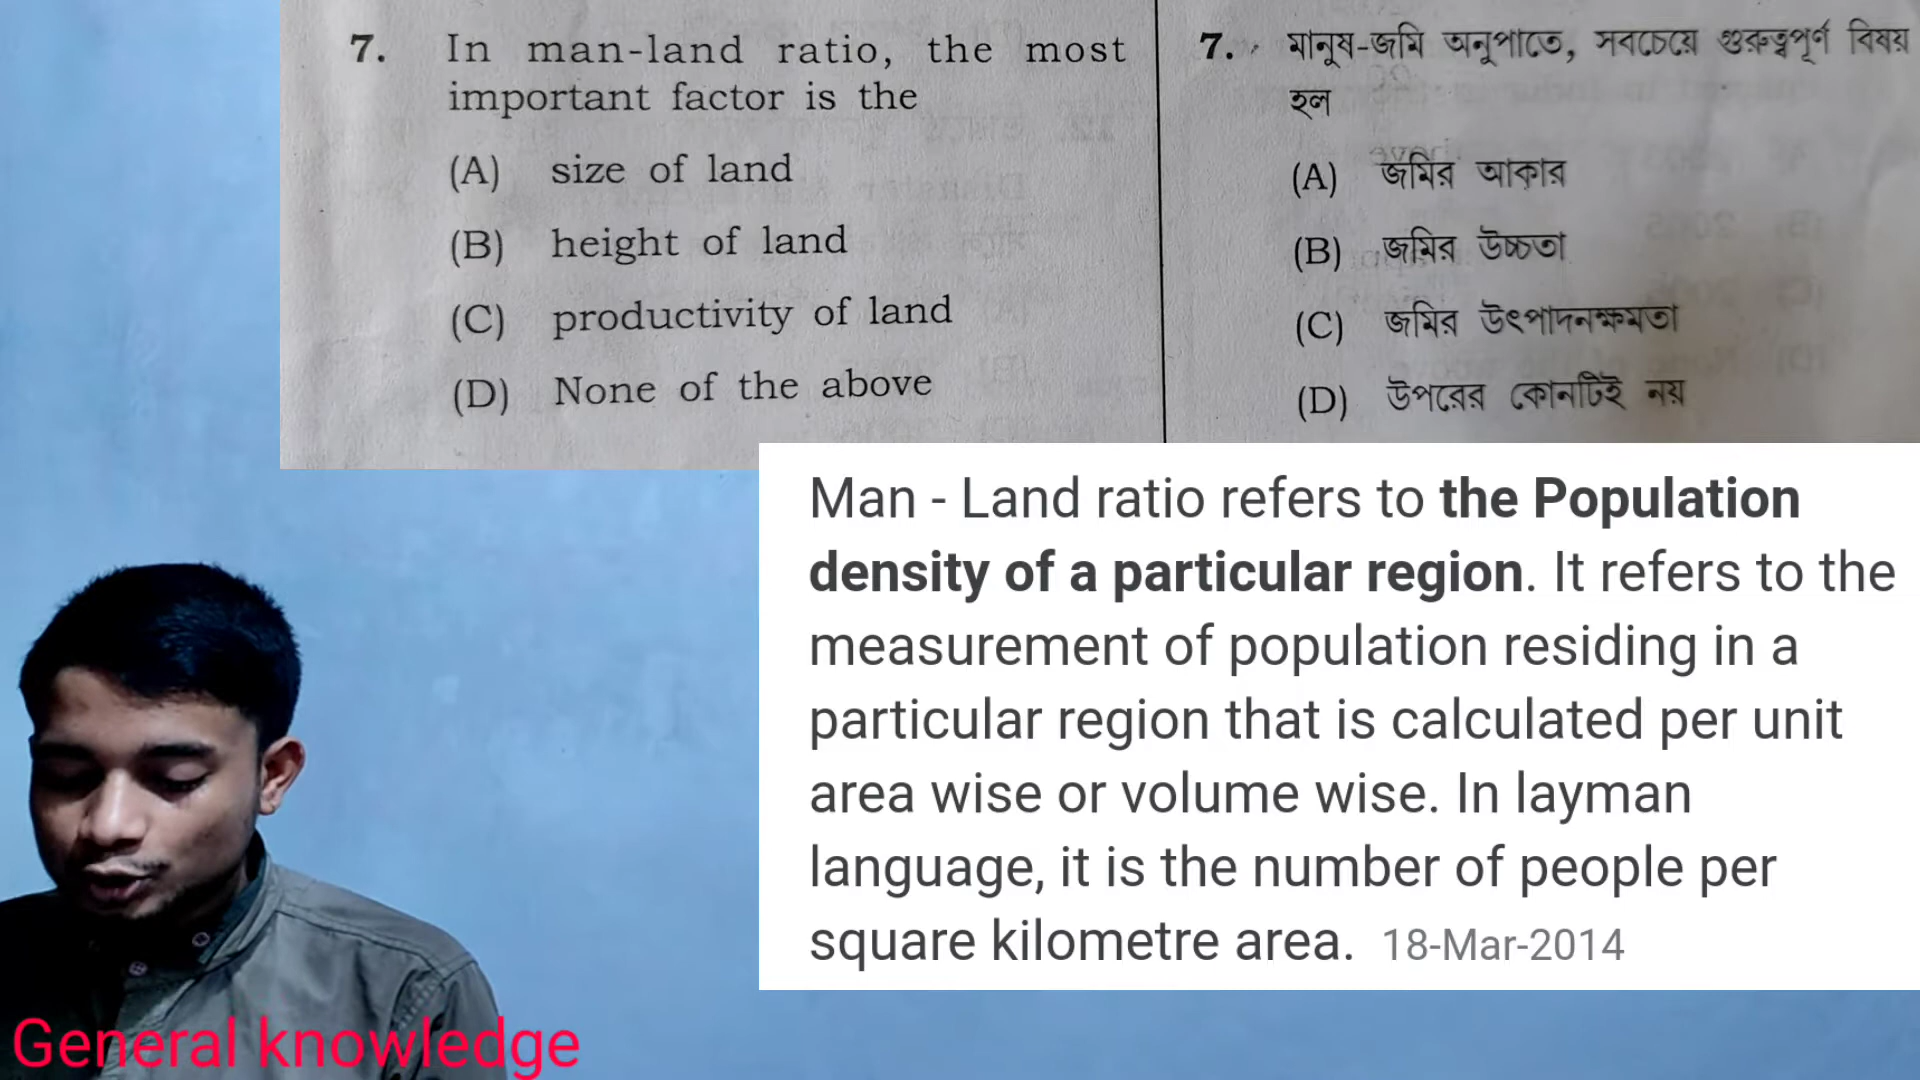 7. In man-land ratio, the most
important factor is the
(A) size of land
(B) height of land
(C) productivity of land
(D) None of the above
7. মানুষ-জমি অনুপাতে, সবচেয়ে গুরুত্বপূর্ণ বিষয়
হল
(A) জমির আকার
(B) জমির উচ্চতা
(C) জমির উৎপাদনক্ষমতা
(D) উপরের কোনটিই নয়
Man - Land ratio refers to the Population
density of a particular region. It refers to the
measurement of population residing in a
particular region that is calculated per unit
area wise or volume wise. In layman
language, it is the number of people per
square kilometre area. 18-Mar-2014
General knowledge